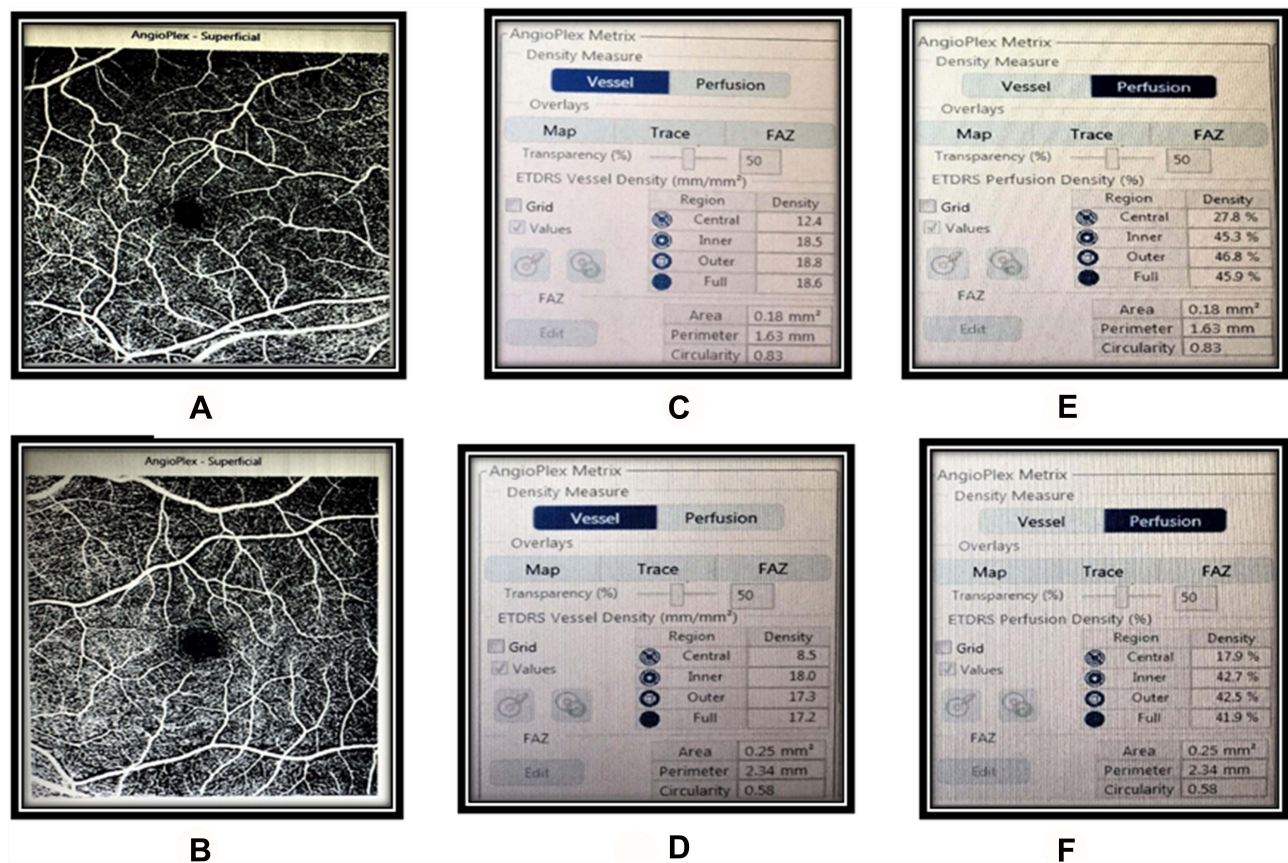 AngioPlex - Superficial
A
AngioPlex Metrix
Density Measure
Vessel Perfusion
Overlays
Map Trace FAZ
Transparency (%) 50
ETDRS Vessel Density (mm/mm²)
Grid
Values
Region Density
Central 12.4
Inner 18.5
Outer 18.8
Full 18.6
FAZ
Edit
Area 0.18 mm²
Perimeter 1.63 mm
Circularity 0.83
C
AngioPlex Metrix
Density Measure
Vessel Perfusion
Overlays
Map Trace FAZ
Transparency (%) 50
ETDRS Perfusion Density (%)
Grid
Values
Region Density
Central 27.8 %
Inner 45.3 %
Outer 46.8 %
Full 45.9 %
FAZ
Edit
Area 0.18 mm²
Perimeter 1.63 mm
Circularity 0.83
E
AngioPlex - Superficial
B
AngioPlex Metrix
Density Measure
Vessel Perfusion
Overlays
Map Trace FAZ
Transparency (%) 50
ETDRS Vessel Density (mm/mm²)
Grid
Values
Region Density
Central 8.5
Inner 18.0
Outer 17.3
Full 17.2
FAZ
Edit
Area 0.25 mm²
Perimeter 2.34 mm
Circularity 0.58
D
AngioPlex Metrix
Density Measure
Vessel Perfusion
Overlays
Map Trace FAZ
Transparency (%) 50
ETDRS Perfusion Density (%)
Grid
Values
Region Density
Central 17.9 %
Inner 42.7 %
Outer 42.5 %
Full 41.9 %
FAZ
Edit
Area 0.25 mm²
Perimeter 2.34 mm
Circularity 0.58
F